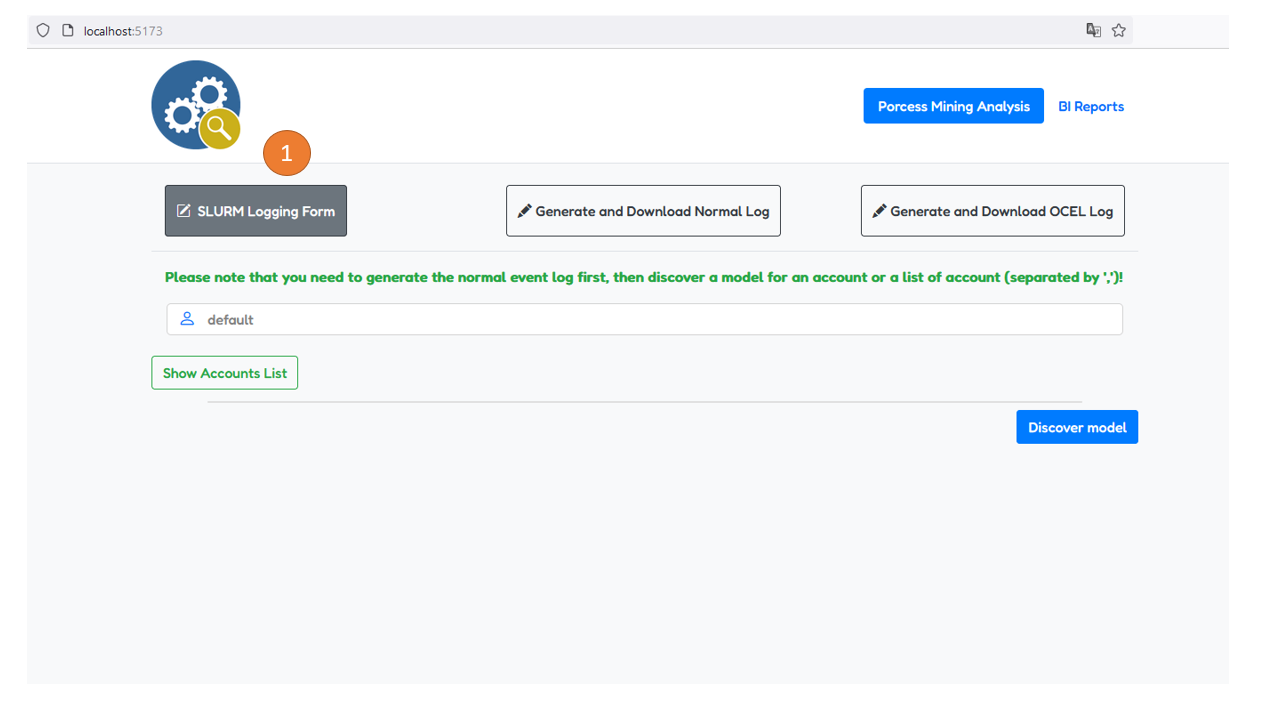 localhost:5173
Porcess Mining Analysis
BI Reports
1
SLURM Logging Form
Generate and Download Normal Log
Generate and Download OCEL Log
Please note that you need to generate the normal event log first, then discover a model for an account or a list of account (separated by ',')!
default
Show Accounts List
Discover model